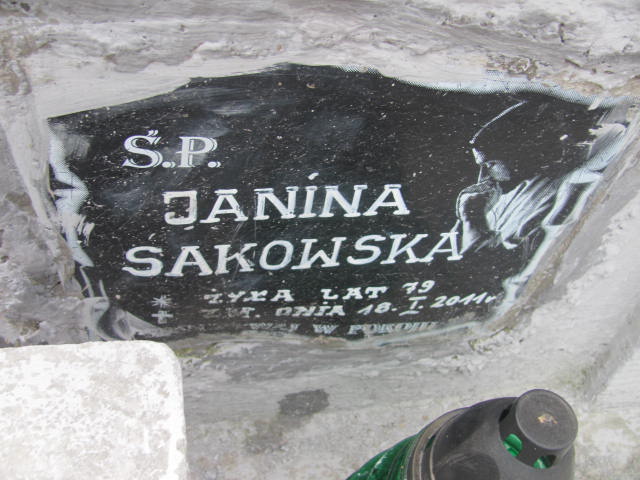 Ś.P.
JANINA
SAKOWSKA
* ŻYŁA LAT 79
+ ZM. DNIA 18.I.2011r
W POKOJU